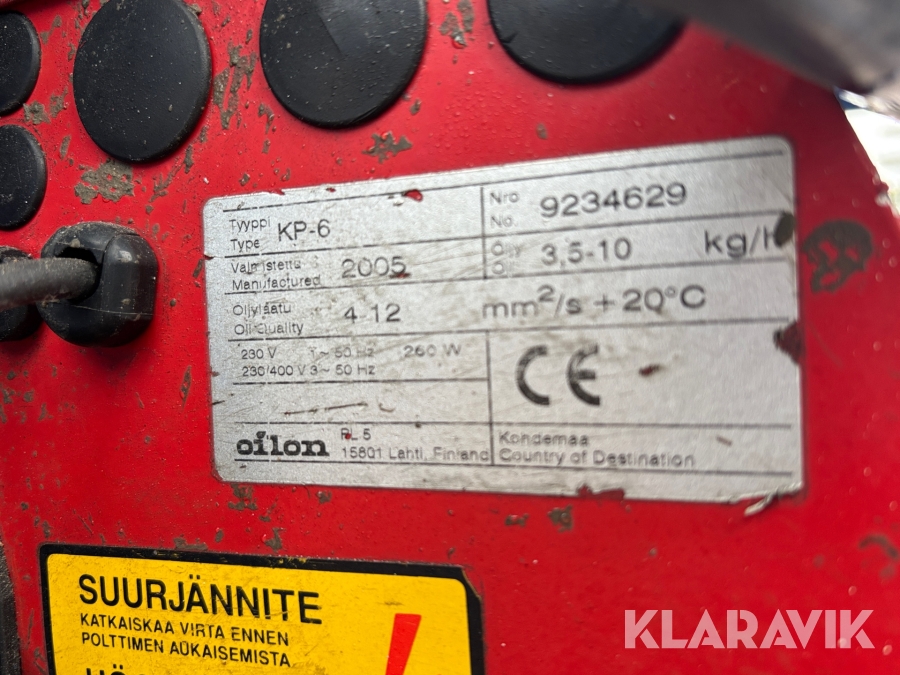 Tyyppi
Type KP-6
Nro
No. 9234629
Valmistettu
Manufactured 2005
3,5-10 kg/h
Öljylaatu
Oil Quality
4 12 mm²/s +20°C
230 V 1~ 50 Hz 260 W
230/400 V 3~ 50 Hz
CE
oilon PL 5
15801 Lahti, Finland
Kohdemaa
Country of Destination
SUURJÄNNITE
KATKAISKAA VIRTA ENNEN
POLTTIMEN AUKAISEMISTA
!
KLARAVIK